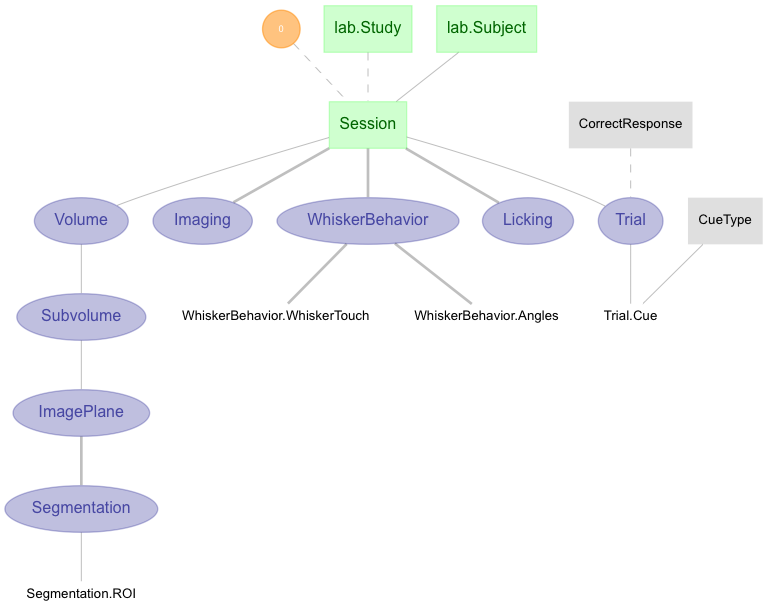 0
lab.Study
lab.Subject
Session
CorrectResponse
Volume
Imaging
WhiskerBehavior
Licking
Trial
CueType
Subvolume
WhiskerBehavior.WhiskerTouch
WhiskerBehavior.Angles
Trial.Cue
ImagePlane
Segmentation
Segmentation.ROI